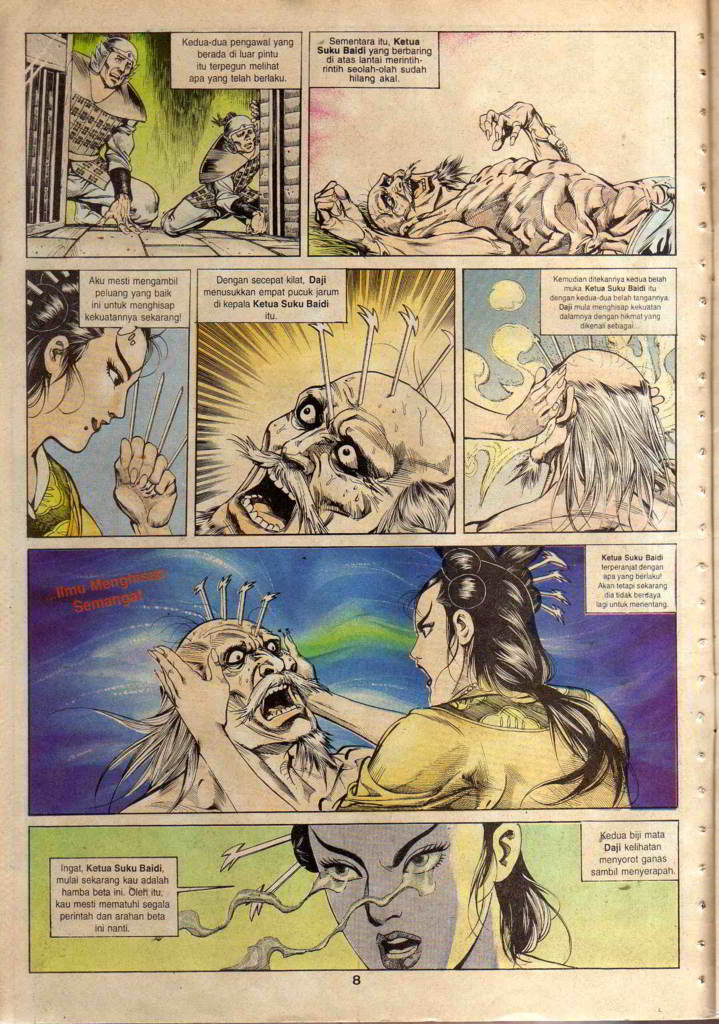 Kedua-dua pengawal yang
berada di luar pintu
itu terpegun melihat
apa yang telah berlaku.
Sementara itu, Ketua
Suku Baidi yang berbaring
di atas lantai merintih-
rintih seolah-olah sudah
hilang akal.
Aku mesti mengambil
peluang yang baik
ini untuk menghisap
kekuatannya sekarang!
Dengan secepat kilat, Daji
menusukkan empat pucuk jarum
di kepala Ketua Suku Baidi
itu.
Kemudian ditekannya kedua belah
muka Ketua Suku Baidi itu
dengan kedua-dua belah tangannya.
Daji mula menghisap kekuatan
dalamnya dengan hikmat yang
dikenali sebagai...
...Ilmu Menghisap
Semangat
Ketua Suku Baidi
terperanjat dengan
apa yang berlaku!
Akan tetapi sekarang
dia tidak berdaya
lagi untuk menentang.
Ingat, Ketua Suku Baidi,
mulai sekarang kau adalah
hamba beta ini. Oleh itu,
kau mesti mematuhi segala
perintah dan arahan beta
ini nanti.
Kedua biji mata
Daji kelihatan
menyorot ganas
sambil menyerapah.
8